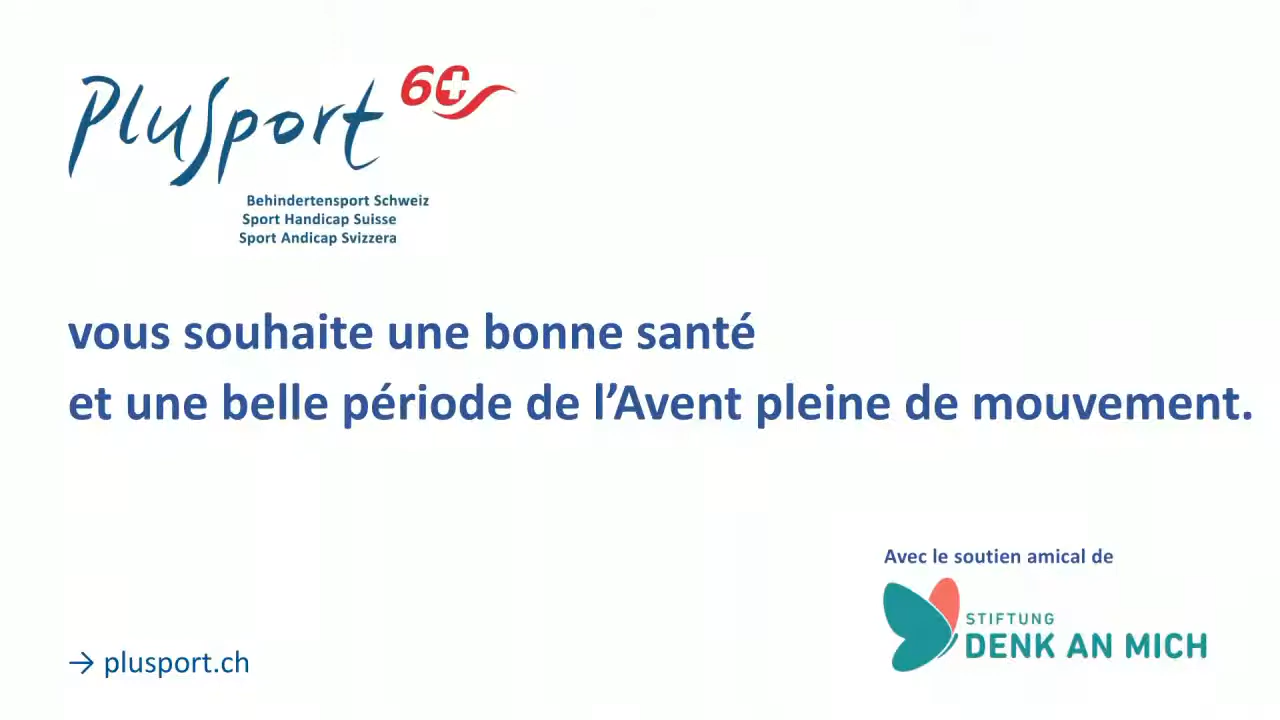 PluSport 60
Behindertensport Schweiz
Sport Handicap Suisse
Sport Andicap Svizzera
vous souhaite une bonne santé
et une belle période de l’Avent pleine de mouvement.
Avec le soutien amical de
STIFTUNG
DENK AN MICH
→ plusport.ch